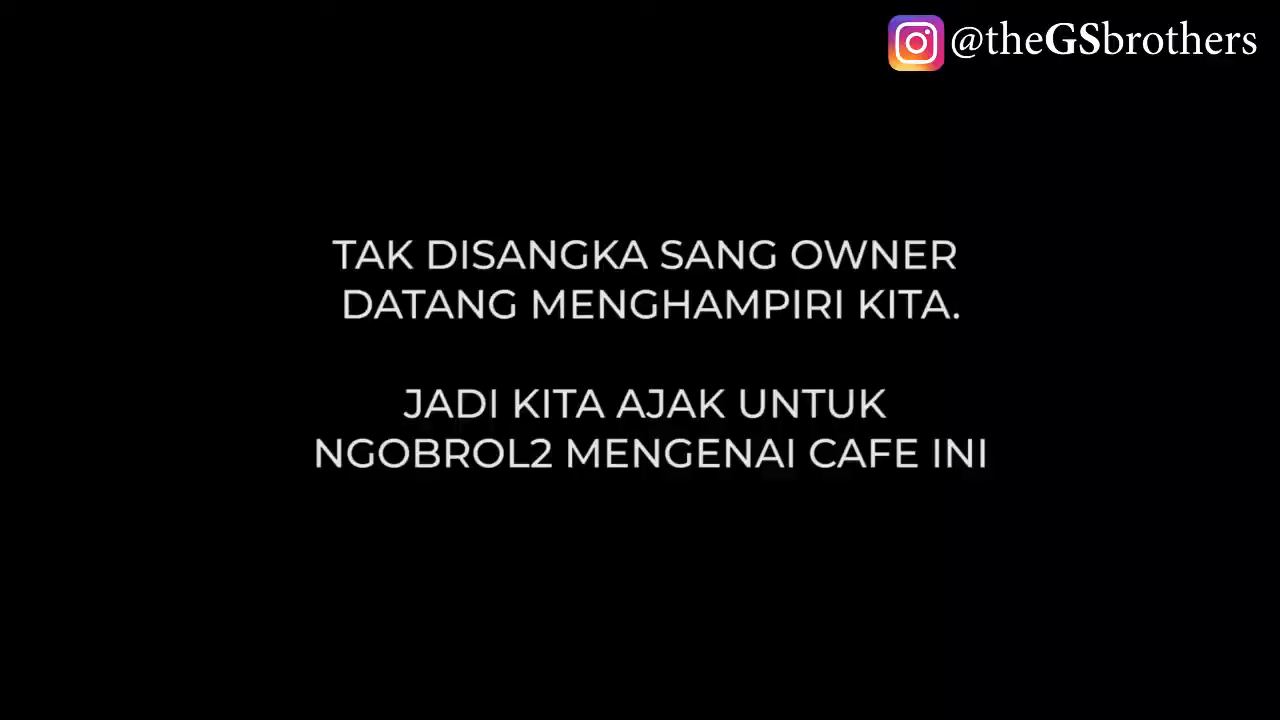 @theGSbrothers
TAK DISANGKA SANG OWNER
DATANG MENGHAMPIRI KITA.
JADI KITA AJAK UNTUK
NGOBROL2 MENGENAI CAFE INI